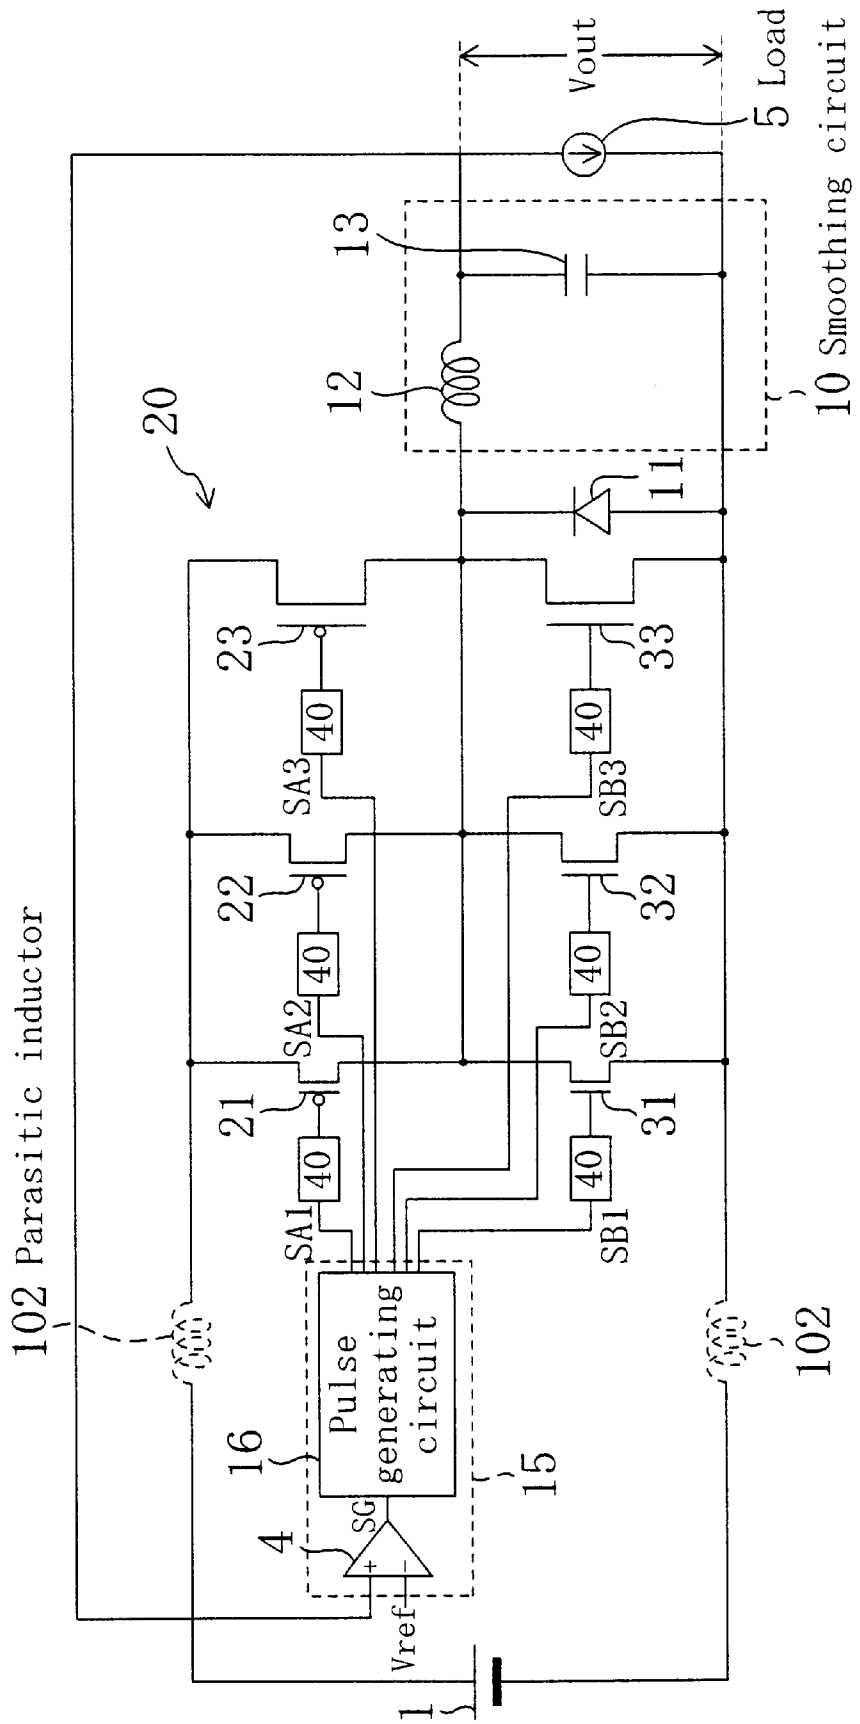 102 Parasitic inductor
20
21
22
23
SA1
SA2
SA3
40
40
40
12
13
16
Pulse
generating
circuit
4
SG
+
−
Vref
15
1
SB1
SB2
SB3
40
40
40
31
32
33
11
102
Vout
5 Load
10 Smoothing circuit